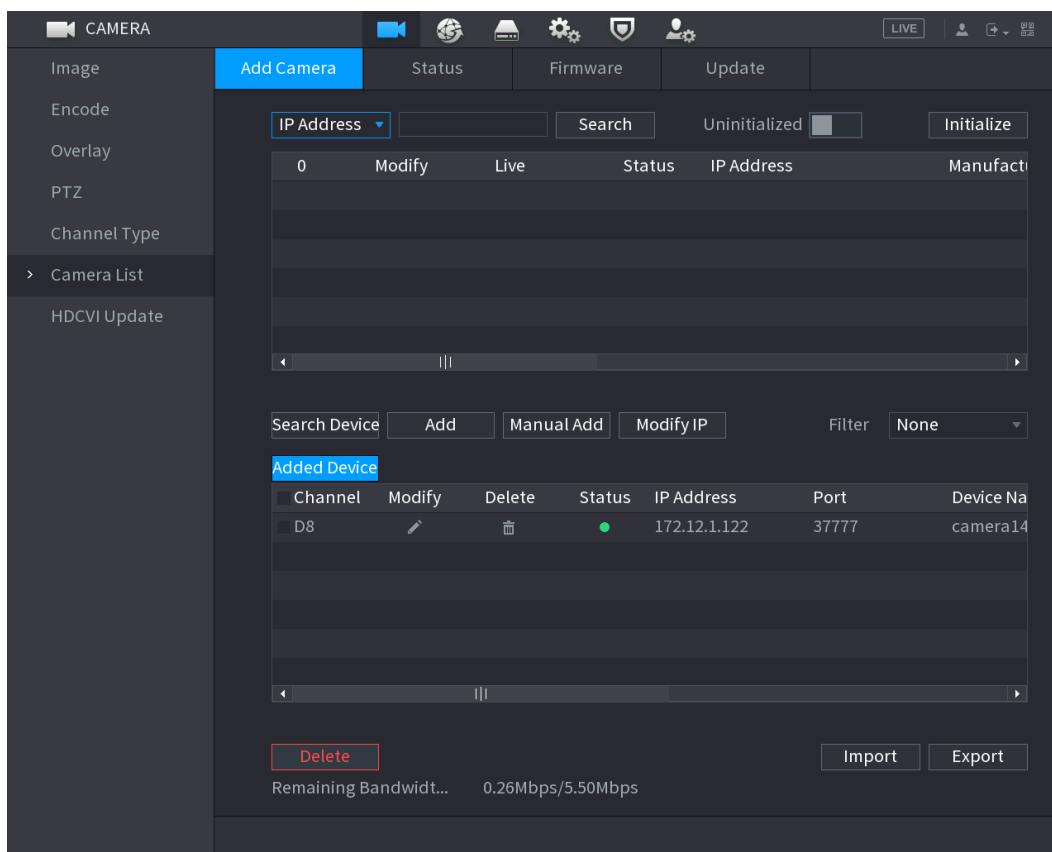 CAMERA LIVE
Image Add Camera Status Firmware Update
Encode
IP Address Search Uninitialized Initialize
Overlay
0 Modify Live Status IP Address Manufactu
PTZ
Channel Type
Camera List
HDCVI Update
Search Device Add Manual Add Modify IP Filter None
Added Device
Channel Modify Delete Status IP Address Port Device Na
D8 172.12.1.122 37777 camera14
Delete Import Export
Remaining Bandwidt... 0.26Mbps/5.50Mbps